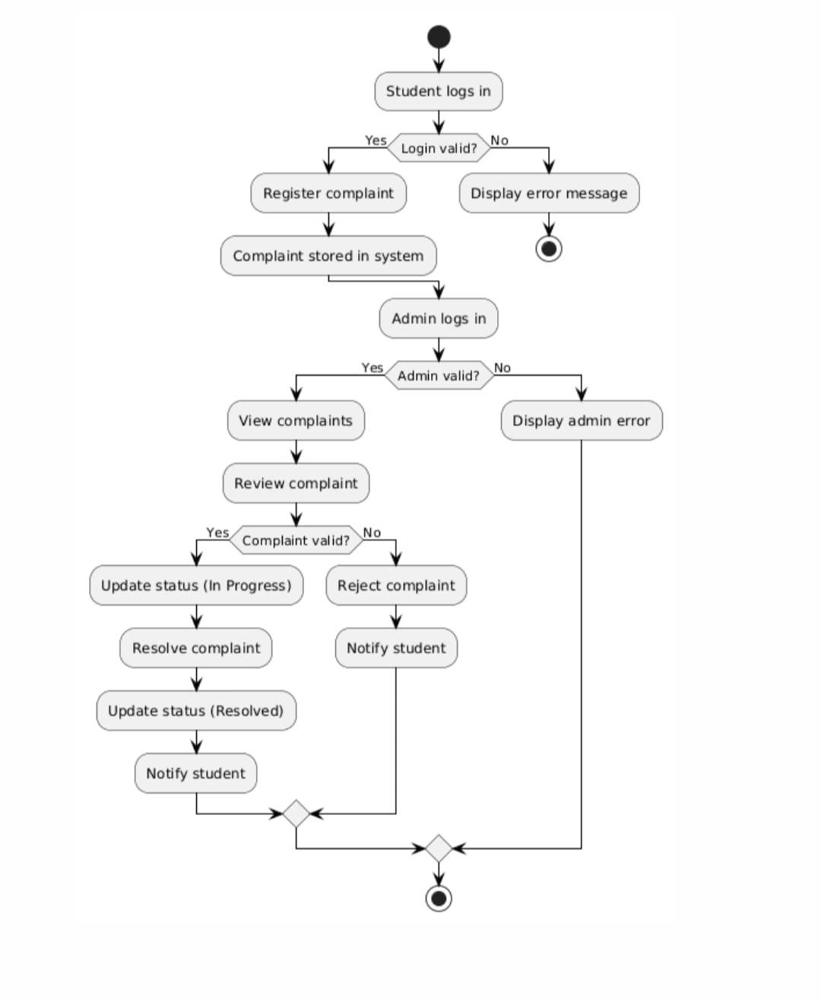 Student logs in
Yes
Login valid?
No
Register complaint
Display error message
Complaint stored in system
Admin logs in
Yes
Admin valid?
No
View complaints
Display admin error
Review complaint
Yes
Complaint valid?
No
Update status (In Progress)
Reject complaint
Resolve complaint
Notify student
Update status (Resolved)
Notify student